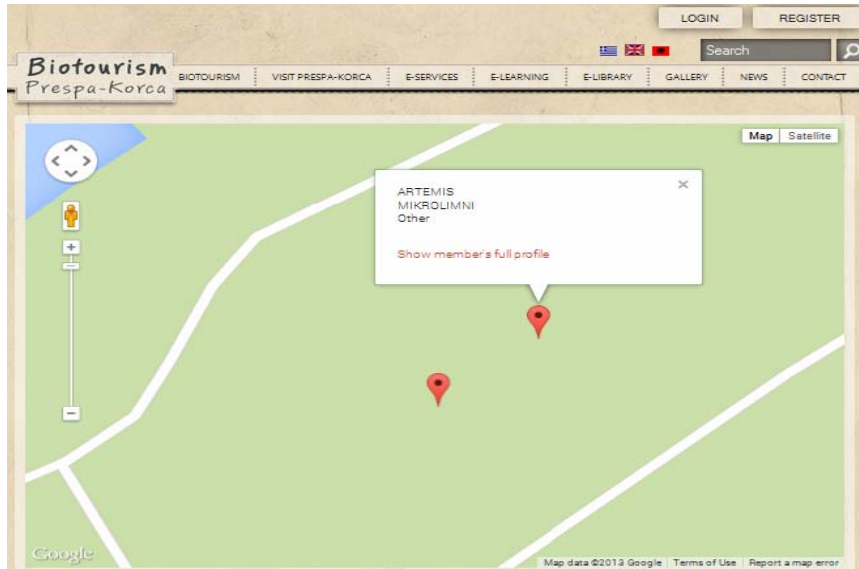 LOGIN
REGISTER
Search
Biotourism
Prespa-Korca
BIOTOURISM
VISIT PRESPA-KORCA
E-SERVICES
E-LEARNING
E-LIBRARY
GALLERY
NEWS
CONTACT
Map
Satellite
ARTEMIS
MIKROLIMNI
Other
Show member's full profile
Google
Map data ©2013 Google
Terms of Use
Report a map error